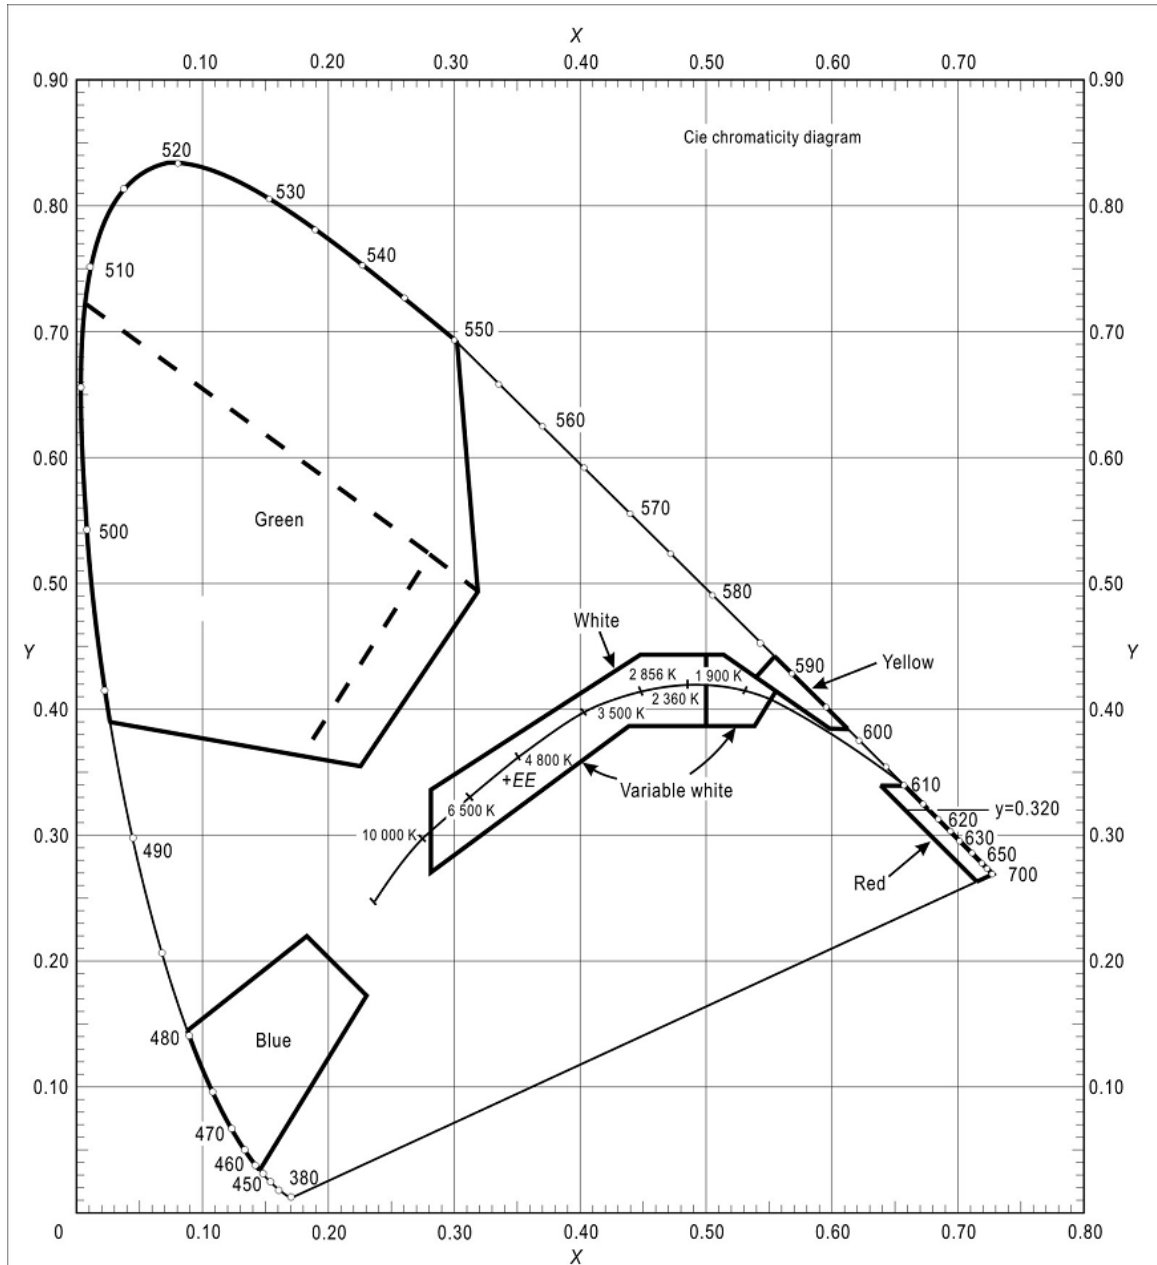 X
0.10 0.20 0.30 0.40 0.50 0.60 0.70
0.90 0.90
Cie chromaticity diagram
520
530
0.80 0.80
540
510
550
0.70 0.70
560
0.60 0.60
570
Green
500
580
0.50 0.50
White
Y Y
590
Yellow
2 856 K 1 900 K
2 360 K
0.40 3 500 K 0.40
600
4 800 K
+EE
Variable white
610
6 500 K
y=0.320
620
0.30 10 000 K 0.30
630
490
650
Red
700
0.20 0.20
480
Blue
0.10 0.10
470
460
450
380
0 0.10 0.20 0.30 0.40 0.50 0.60 0.70 0.80
X